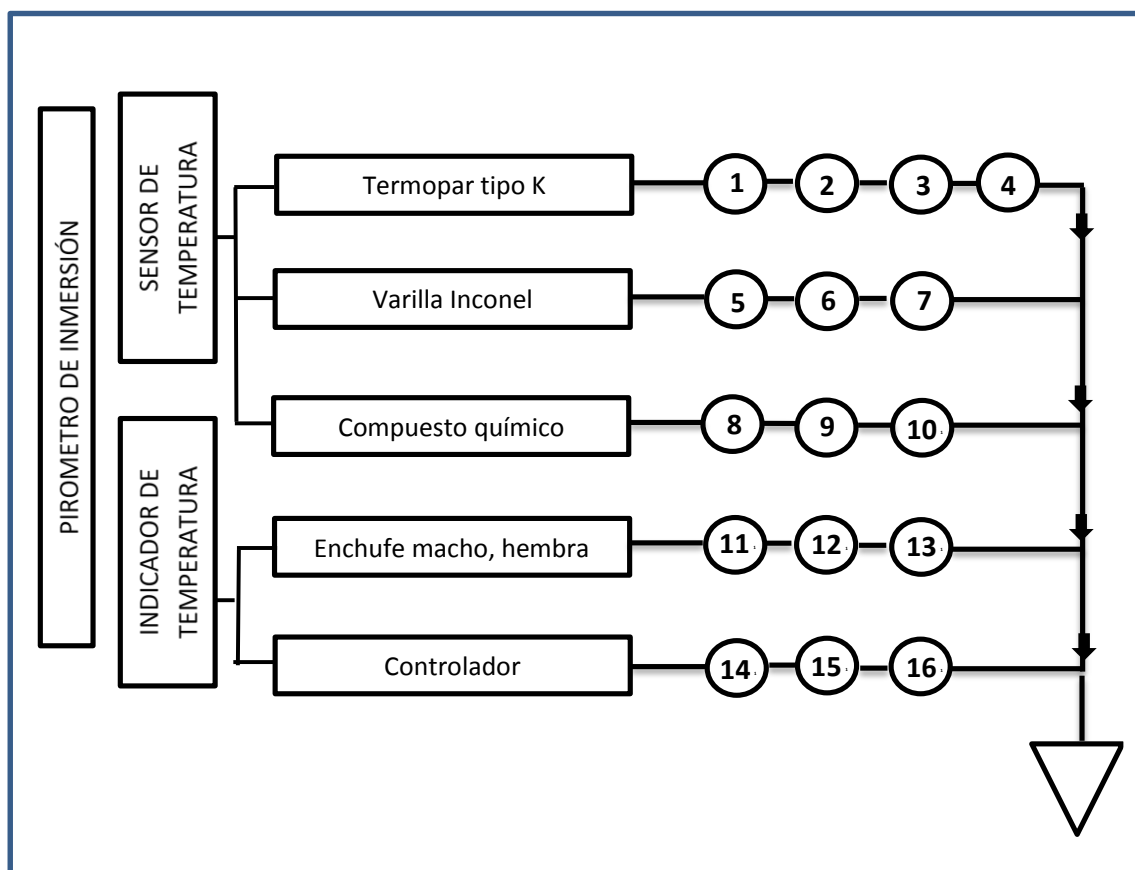 PIROMETRO DE INMERSIÓN
SENSOR DE
TEMPERATURA
Termopar tipo K
1 2 3 4
Varilla Inconel
5 6 7
Compuesto químico
8 9 10
INDICADOR DE
TEMPERATURA
Enchufe macho, hembra
11 12 13
Controlador
14 15 16